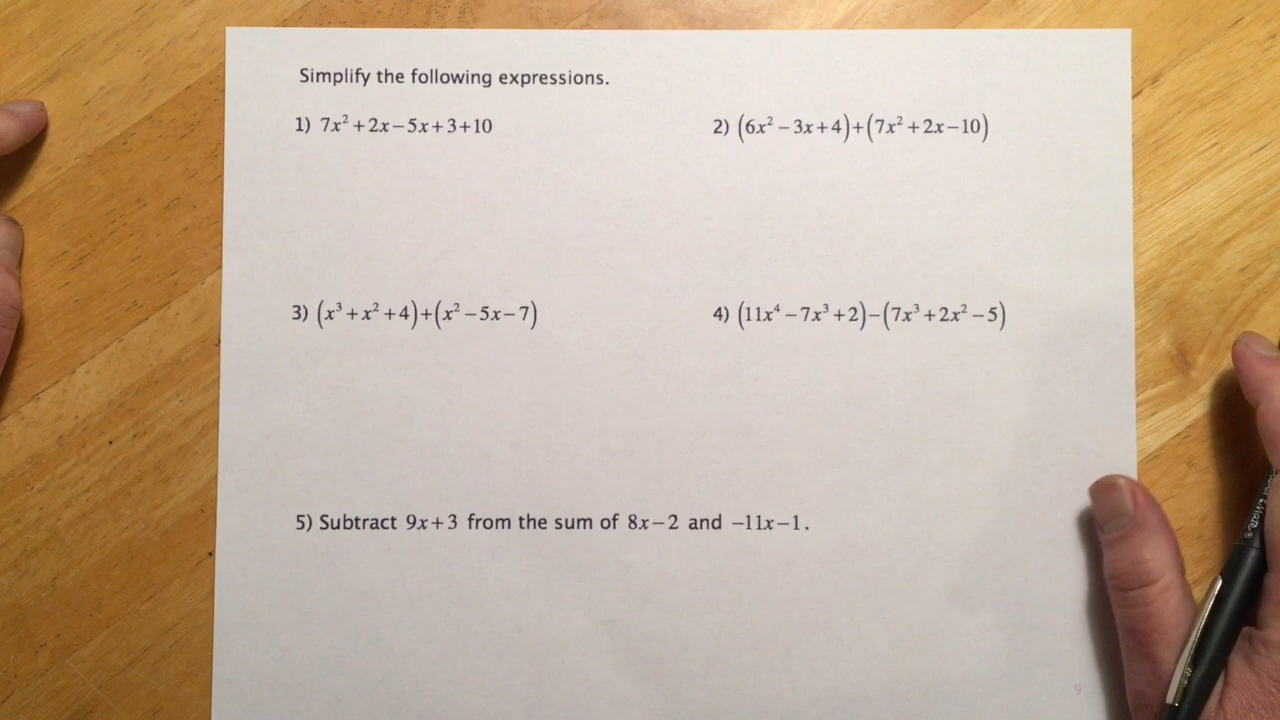 Simplify the following expressions.
1) 7x² + 2x − 5x + 3 + 10
2) (6x² − 3x + 4) + (7x² + 2x − 10)
3) (x³ + x² + 4) + (x² − 5x − 7)
4) (11x⁴ − 7x³ + 2) − (7x³ + 2x² − 5)
5) Subtract 9x + 3 from the sum of 8x − 2 and −11x − 1.
9